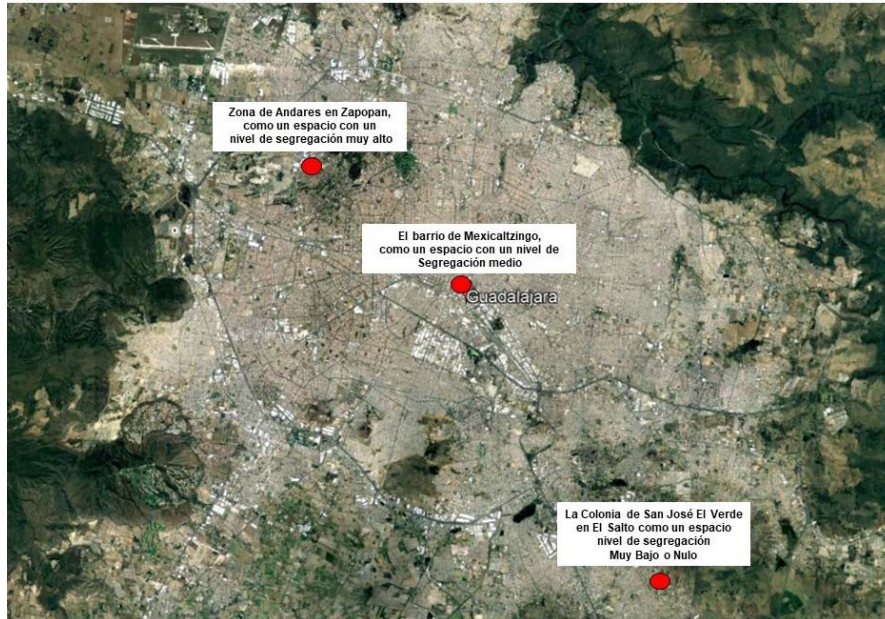 Zona de Andares en Zapopan,
como un espacio con un
nivel de segregación muy alto
El barrio de Mexicaltzingo,
como un espacio con un nivel de
Segregación medio
Guadalajara
La Colonia de San José El Verde
en El Salto como un espacio
nivel de segregación
Muy Bajo o Nulo